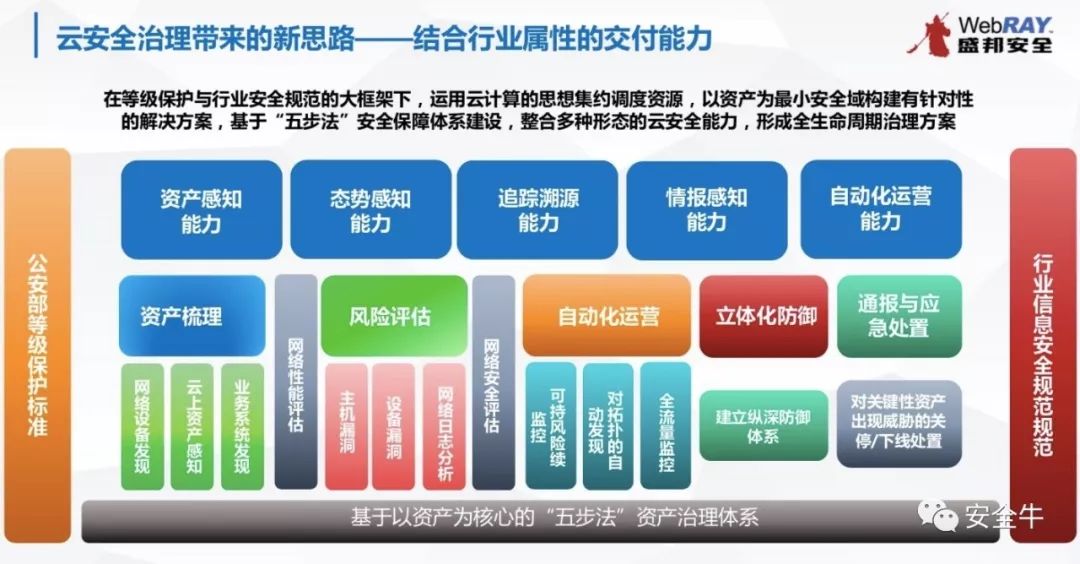 云安全治理带来的新思路——结合行业属性的交付能力
WebRAY
盛邦安全
在等级保护与行业安全规范的大框架下，运用云计算的思想集约调度资源，以资产为最小安全域构建有针对性
的解决方案，基于“五步法”安全保障体系建设，整合多种形态的云安全能力，形成全生命周期治理方案
公安部等级保护标准
资产感知
能力
态势感知
能力
追踪溯源
能力
情报感知
能力
自动化运营
能力
行业信息安全规范规范
资产梳理
网络性能评估
风险评估
网络安全评估
自动化运营
立体化防御
通报与应
急处置
网络设备发现
云上资产感知
业务系统发现
主机漏洞
设备漏洞
网络日志分析
可持风险续
监控
对拓扑的自
动发现
全流量监控
建立纵深防御
体系
对关键性资产
出现威胁的关
停/下线处置
基于以资产为核心的“五步法”资产治理体系
安全牛